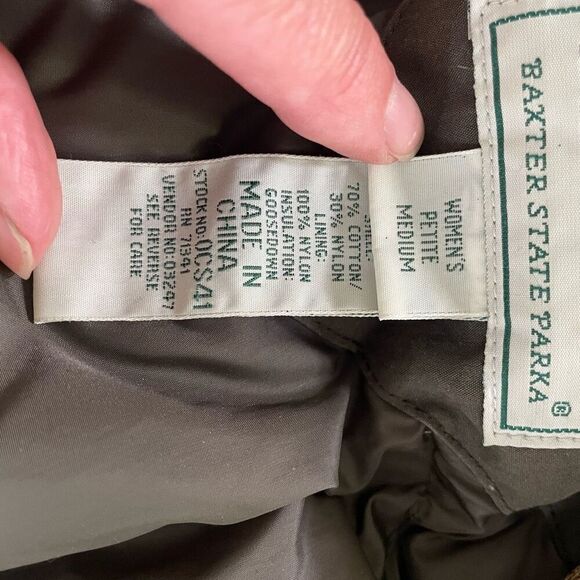 BAXTER STATE PARKA®
WOMEN'S
PETITE
MEDIUM
70% COTTON/
30% NYLON
LINING:
100% NYLON
INSULATION:
GOOSEDOWN
MADE IN
CHINA
STOCK NO:OCS41
RN 71341
VENDOR NO:09247
SEE REVERSE
FOR CARE